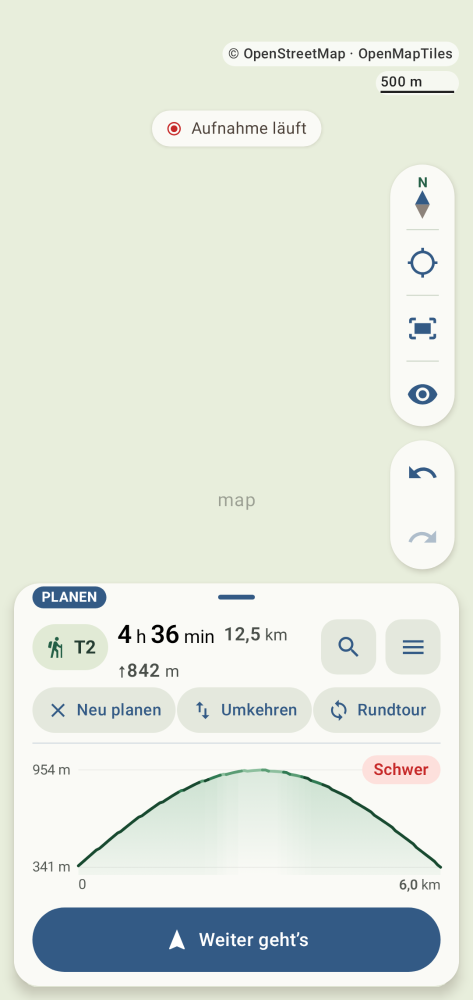 © OpenStreetMap · OpenMapTiles
500 m
Aufnahme läuft
N
map
PLANEN
T2
4 h 36 min 12,5 km
↑842 m
Neu planen
Umkehren
Rundtour
954 m
Schwer
341 m
0
6,0 km
Weiter geht’s